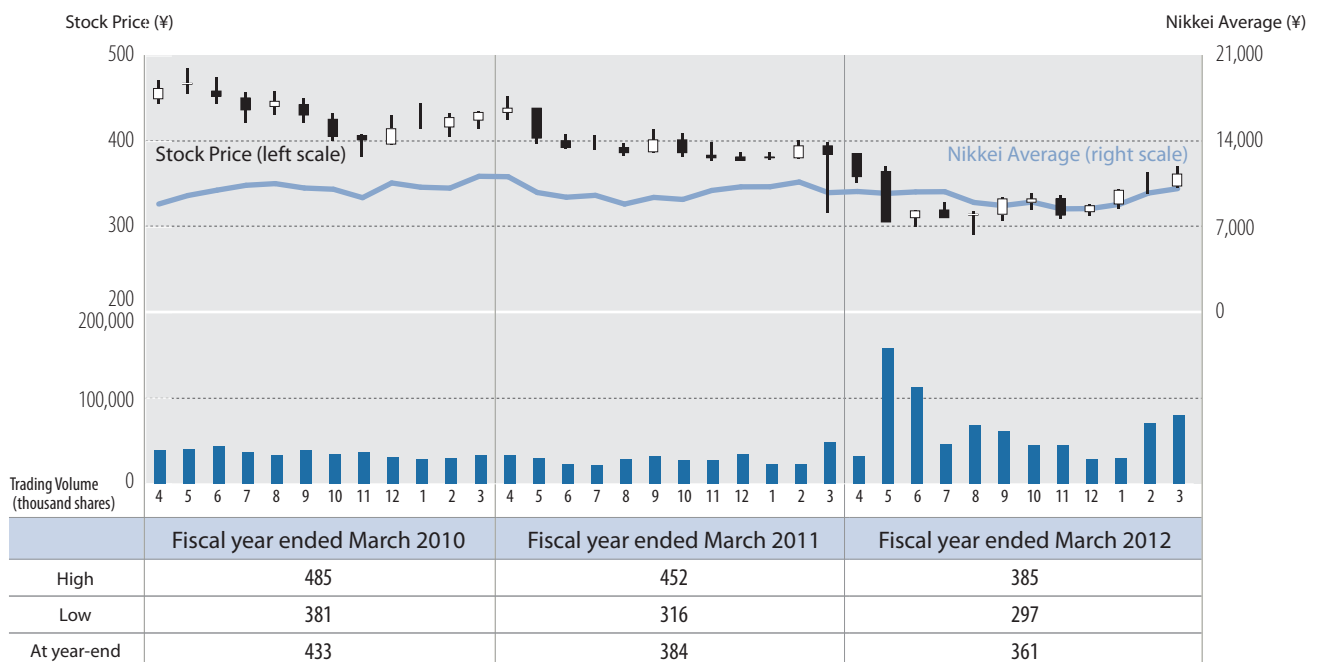 Stock Price (¥) Nikkei Average (¥)
500 21,000
400 14,000
Stock Price (left scale) Nikkei Average (right scale)
300 7,000
200 0
200,000
100,000
0
Trading Volume
(thousand shares)
4 5 6 7 8 9 10 11 12 1 2 3 4 5 6 7 8 9 10 11 12 1 2 3 4 5 6 7 8 9 10 11 12 1 2 3
Fiscal year ended March 2010 Fiscal year ended March 2011 Fiscal year ended March 2012
High 485 452 385
Low 381 316 297
At year-end 433 384 361